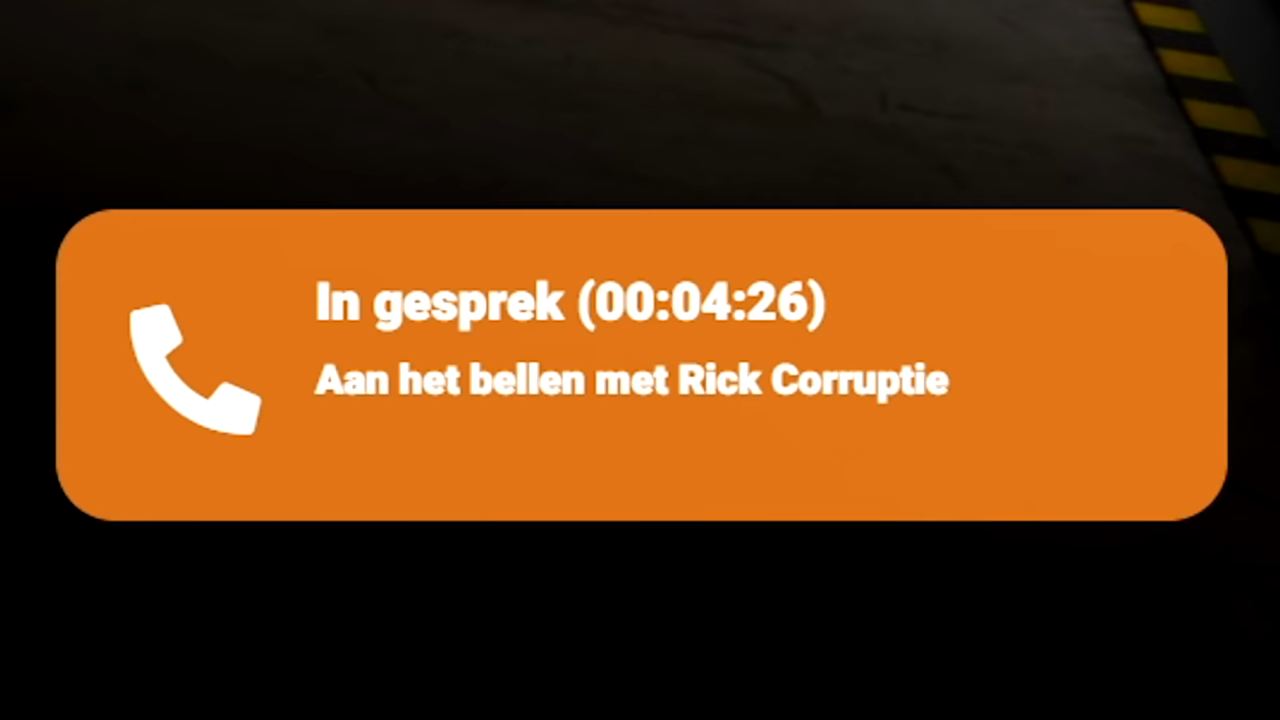 In gesprek (00:04:26)
Aan het bellen met Rick Corruptie